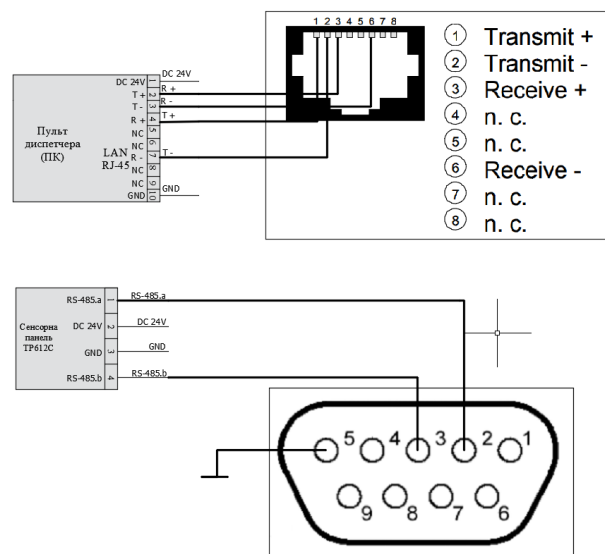 1 2 3 4 5 6 7 8
1 Transmit +
2 Transmit -
3 Receive +
4 n. c.
5 n. c.
6 Receive -
7 n. c.
8 n. c.
Пульт
диспетчера
(ПК)
LAN
RJ-45
DC 24V 1 DC 24V
T+ 2 R +
T- 3 R -
R + 4 T+
NC 5
NC 6
R - 7 T -
NC 8
NC 9
GND 10 GND
Сенсорна
панель
TP612C
RS-485.a 1 RS-485.a
DC 24V 2 DC 24V
GND 3 GND
RS-485.b 4 RS-485.b
5 4 3 2 1
9 8 7 6